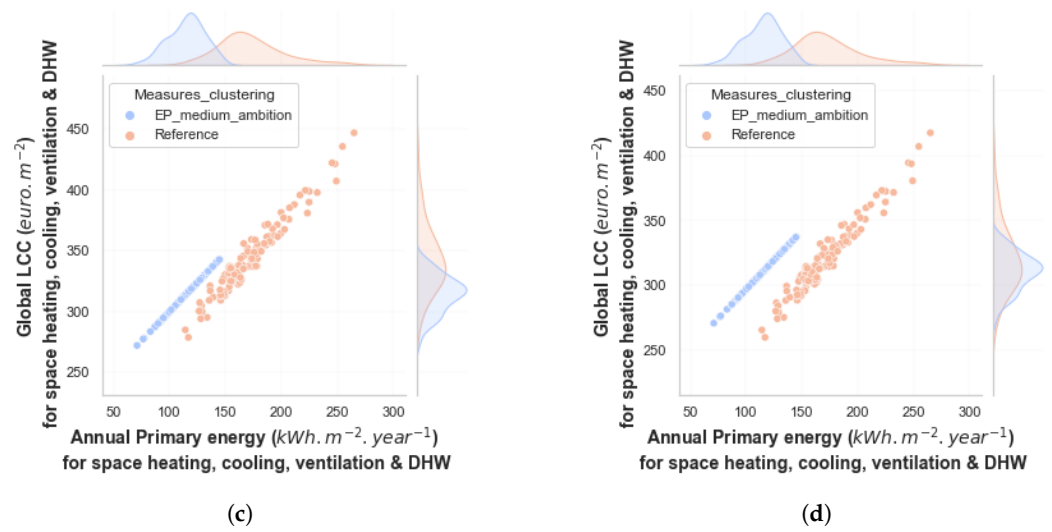 Global LCC (euro.m−2)
for space heating, cooling, ventilation & DHW
450
400
350
300
250
Measures_clustering
EP_medium_ambition
Reference
50 100 150 200 250 300
Annual Primary energy (kWh.m−2.year−1)
for space heating, cooling, ventilation & DHW
(c)
Global LCC (euro.m−2)
for space heating, cooling, ventilation & DHW
450
400
350
300
250
Measures_clustering
EP_medium_ambition
Reference
50 100 150 200 250 300
Annual Primary energy (kWh.m−2.year−1)
for space heating, cooling, ventilation & DHW
(d)